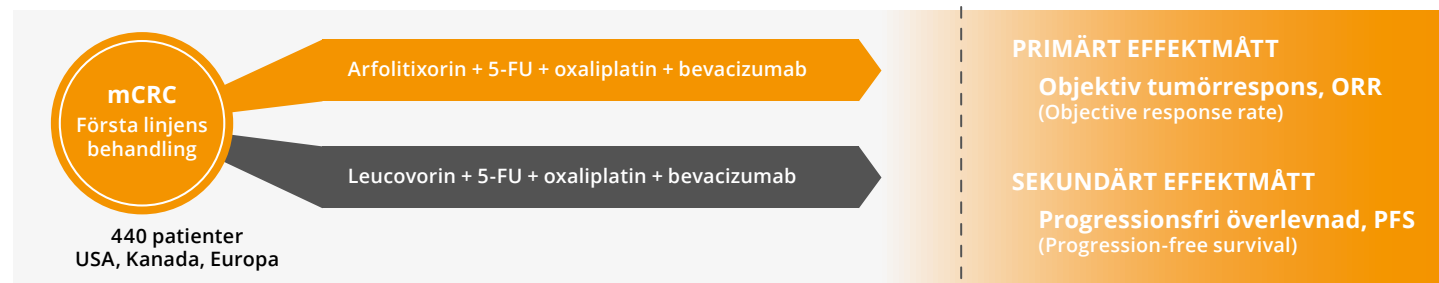 mCRC
Första linjens
behandling
440 patienter
USA, Kanada, Europa
Arfolitixorin + 5-FU + oxaliplatin + bevacizumab
Leucovorin + 5-FU + oxaliplatin + bevacizumab
PRIMÄRT EFFEKTMÅTT
Objektiv tumörrespons, ORR
(Objective response rate)
SEKUNDÄRT EFFEKTMÅTT
Progressionsfri överlevnad, PFS
(Progression-free survival)